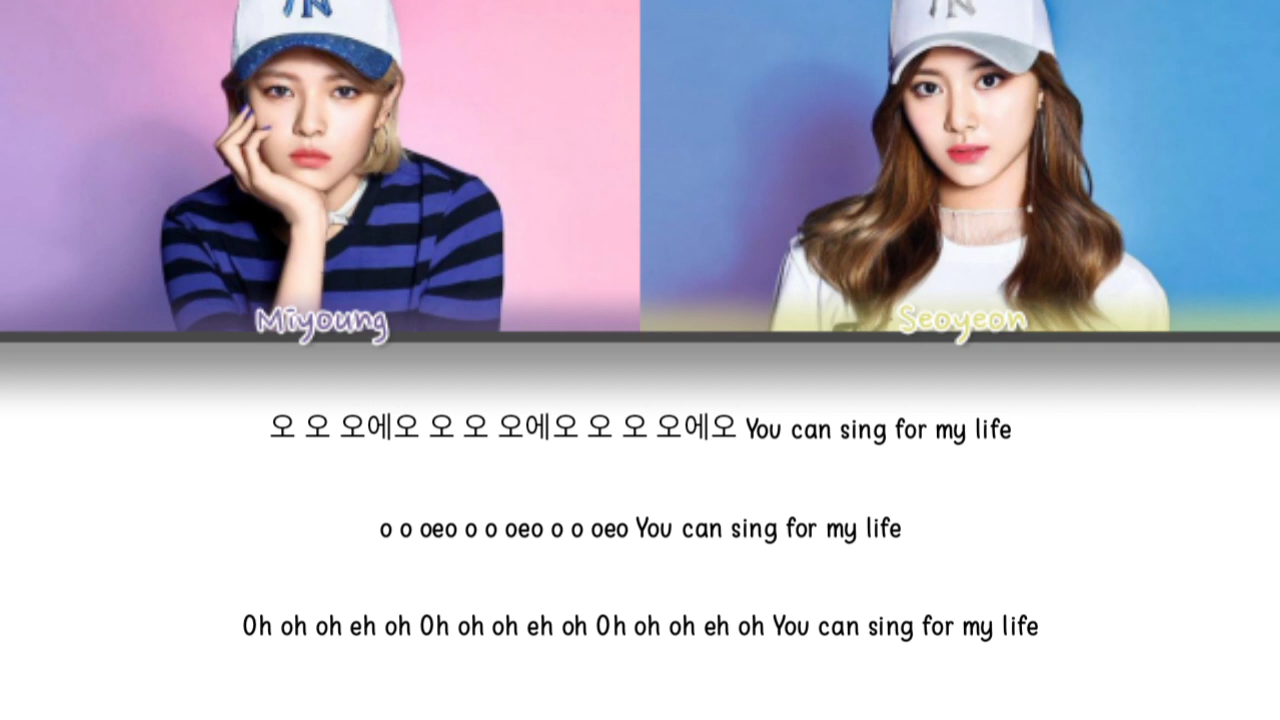 NY NY
Miyoung Seoyeon
오 오 오에오 오 오 오에오 오 오 오에오 You can sing for my life
o o oeo o o oeo o o oeo You can sing for my life
Oh oh oh eh oh Oh oh oh eh oh Oh oh oh eh oh You can sing for my life